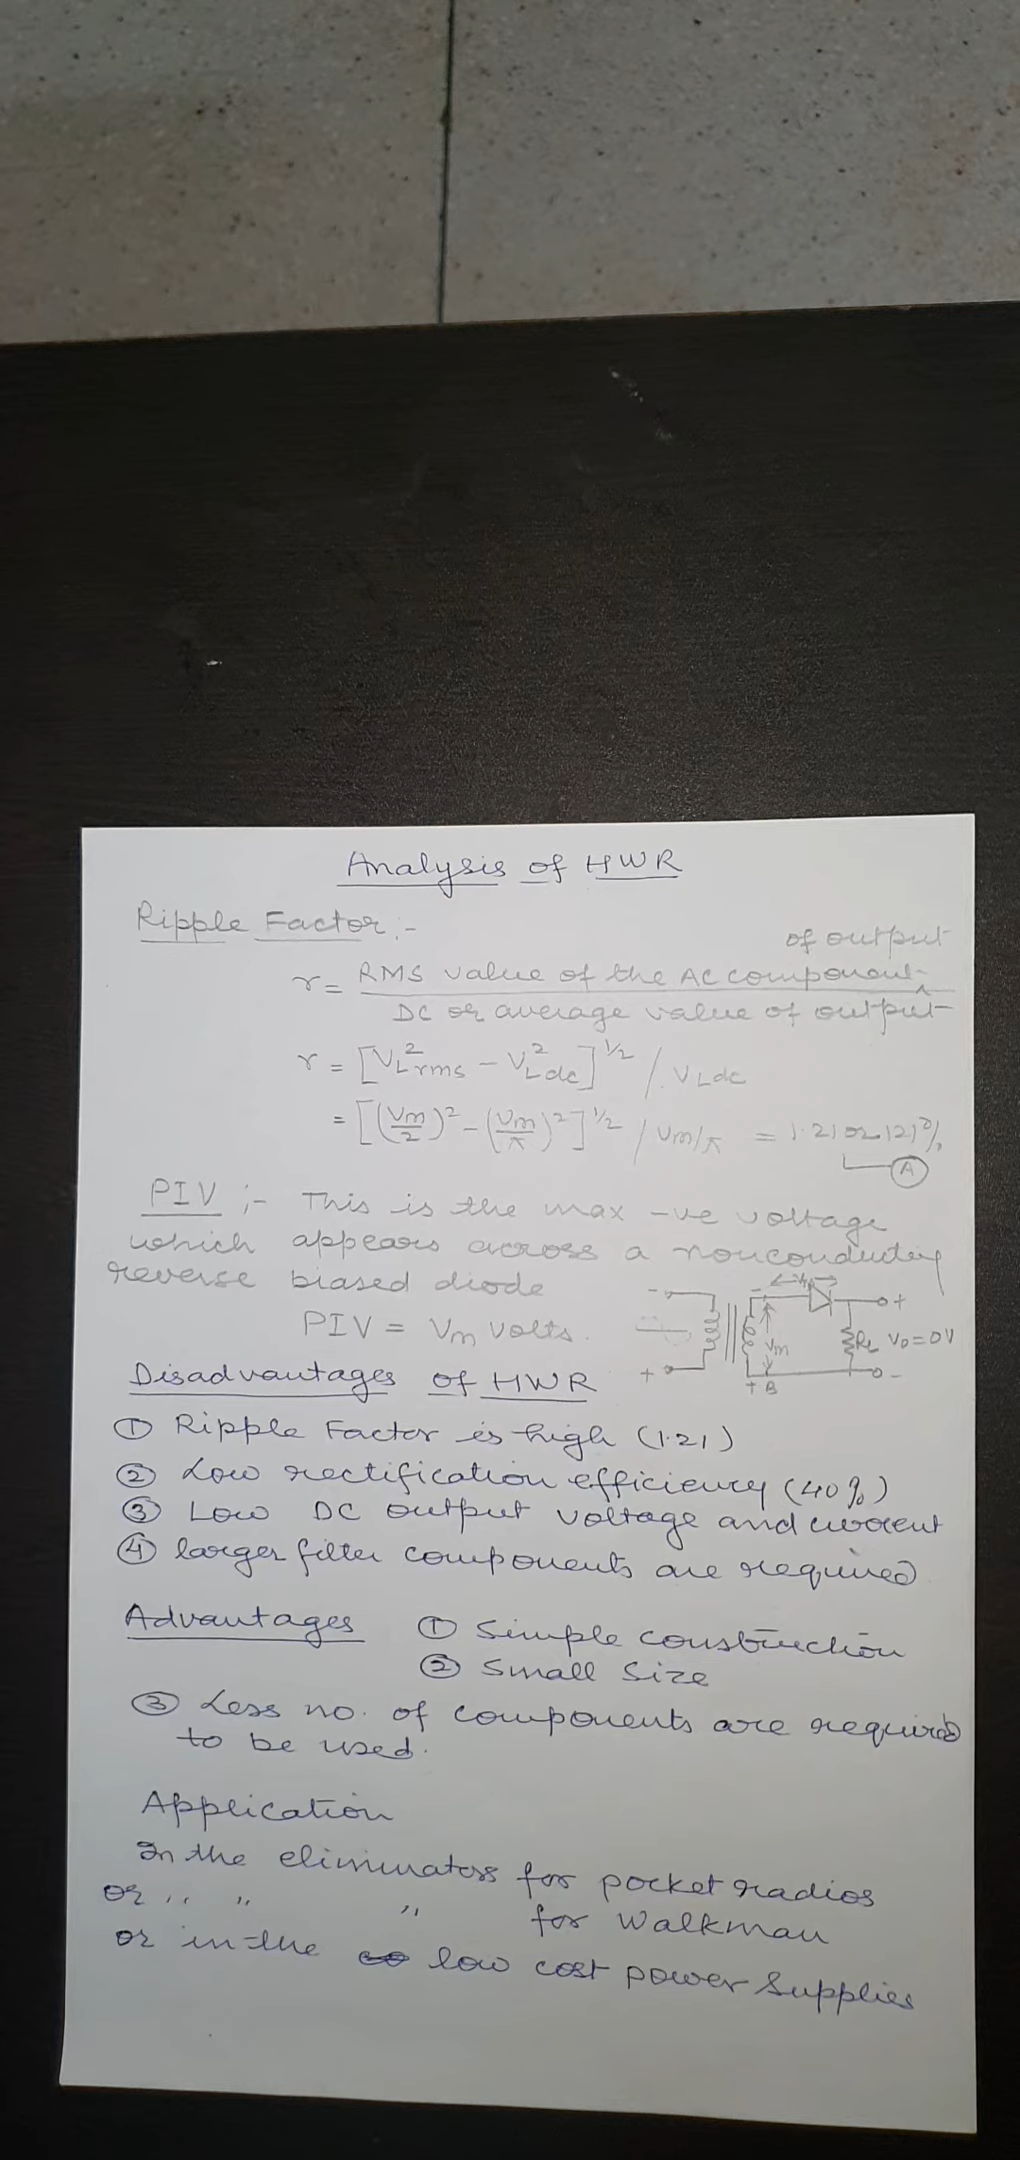 Analysis of HWR
Ripple Factor :-
of output
r = RMS value of the AC component
DC or average value of output
r = [V²Lrms - V²Ldc]^1/2 / VLdc
= [(Vm/2)² - (Vm/π)²]^1/2 / Vm/π = 1.21 or 121%
A
PIV :- This is the max -ve voltage
which appears across a nonconducting
reverse biased diode
PIV = Vm volts.
- Vm +
+ - Vm RL Vo=0V
+ B -
Disadvantages of HWR
① Ripple Factor is high (1.21)
② Low rectification efficiency (40%)
③ Low DC output voltage and current
④ larger filter components are required
Advantages ① Simple construction
② Small Size
③ Less no. of components are required
to be used.
Application
In the eliminators for pocket radios
or " " " for Walkman
or in the low cost power Supplies